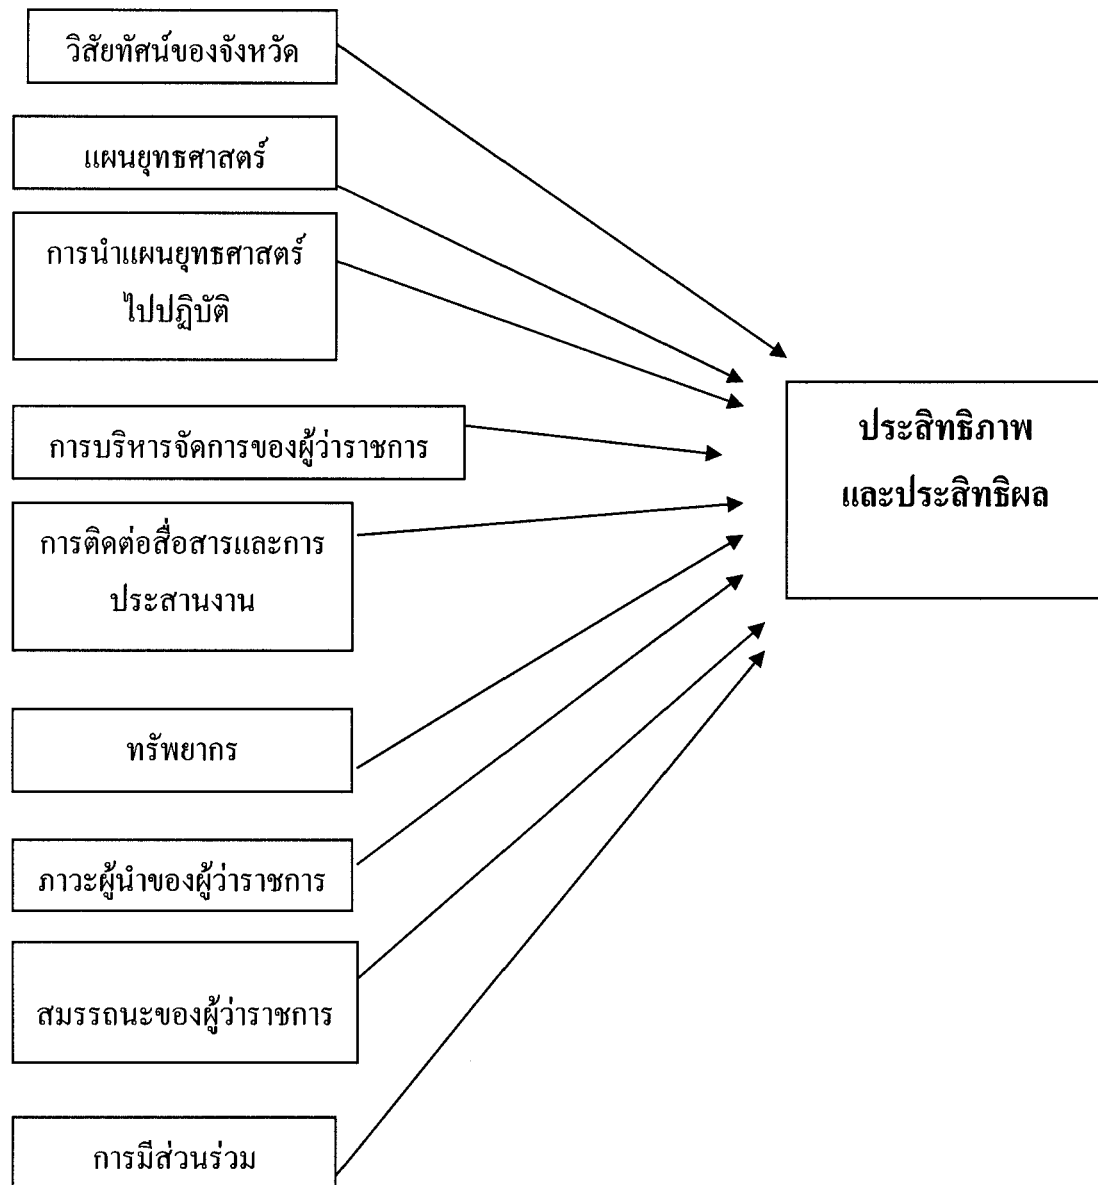 วิสัยทัศน์ของจังหวัด
แผนยุทธศาสตร์
การนำแผนยุทธศาสตร์
ไปปฏิบัติ
การบริหารจัดการของผู้ว่าราชการ
การติดต่อสื่อสารและการ
ประสานงาน
ทรัพยากร
ภาวะผู้นำของผู้ว่าราชการ
สมรรถนะของผู้ว่าราชการ
การมีส่วนร่วม
ประสิทธิภาพ
และประสิทธิผล